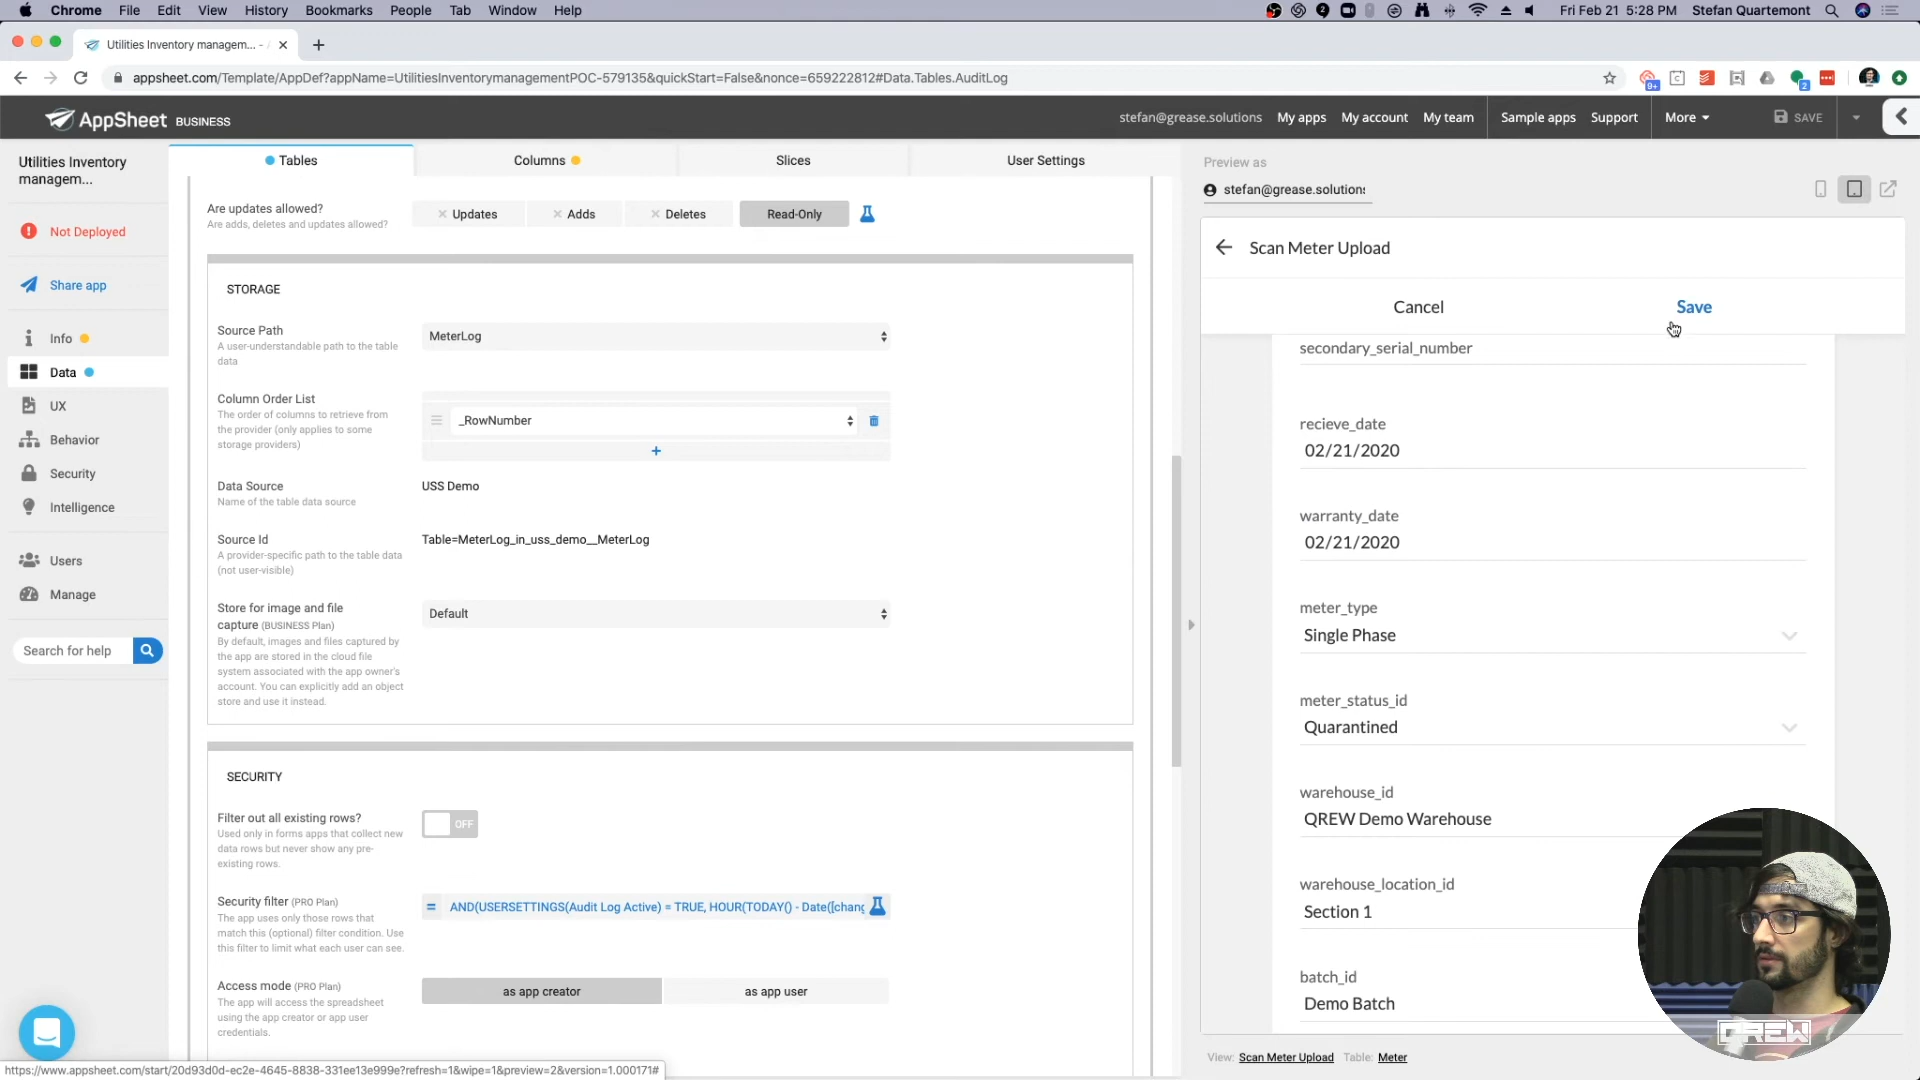 Chrome File Edit View History Bookmarks People Tab Window Help
2
Fri Feb 21 5:28 PM Stefan Quartemont
Utilities Inventory managem... -
appsheet.com/Template/AppDef?appName=UtilitiesInventorymanagementPOC-579135&quickStart=False&nonce=659222812#Data.Tables.AuditLog
9+
2
AppSheet BUSINESS
stefan@grease.solutions My apps My account My team Sample apps Support More SAVE
Utilities Inventory
managem...
Not Deployed
Share app
Info
Data
UX
Behavior
Security
Intelligence
Users
Manage
Search for help
Tables Columns Slices User Settings
Are updates allowed?
Are adds, deletes and updates allowed?
Updates Adds Deletes Read-Only
STORAGE
Source Path
A user-understandable path to the table
data
MeterLog
Column Order List
The order of columns to retrieve from
the provider (only applies to some
storage providers)
_RowNumber
+
Data Source
Name of the table data source
USS Demo
Source Id
A provider-specific path to the table data
(not user-visible)
Table=MeterLog_in_uss_demo__MeterLog
Store for image and file
capture (BUSINESS Plan)
By default, images and files captured by
the app are stored in the cloud file
system associated with the app owner's
account. You can explicitly add an object
store and use it instead.
Default
SECURITY
Filter out all existing rows?
Used only in forms apps that collect new
data rows but never show any pre-
existing rows.
OFF
Security filter (PRO Plan)
The app uses only those rows that
match this (optional) filter condition. Use
this filter to limit what each user can see.
= AND(USERSETTINGS(Audit Log Active) = TRUE, HOUR(TODAY() - Date([chang
Access mode (PRO Plan)
The app will access the spreadsheet
using the app creator or app user
credentials.
as app creator as app user
https://www.appsheet.com/start/20d93d0d-ec2e-4645-8838-331ee13e999e?refresh=1&wipe=1&preview=2&version=1.000171#
Preview as
stefan@grease.solutions
Scan Meter Upload
Cancel Save
secondary_serial_number
recieve_date
02/21/2020
warranty_date
02/21/2020
meter_type
Single Phase
meter_status_id
Quarantined
warehouse_id
QREW Demo Warehouse
warehouse_location_id
Section 1
batch_id
Demo Batch
View: Scan Meter Upload Table: Meter
QREW